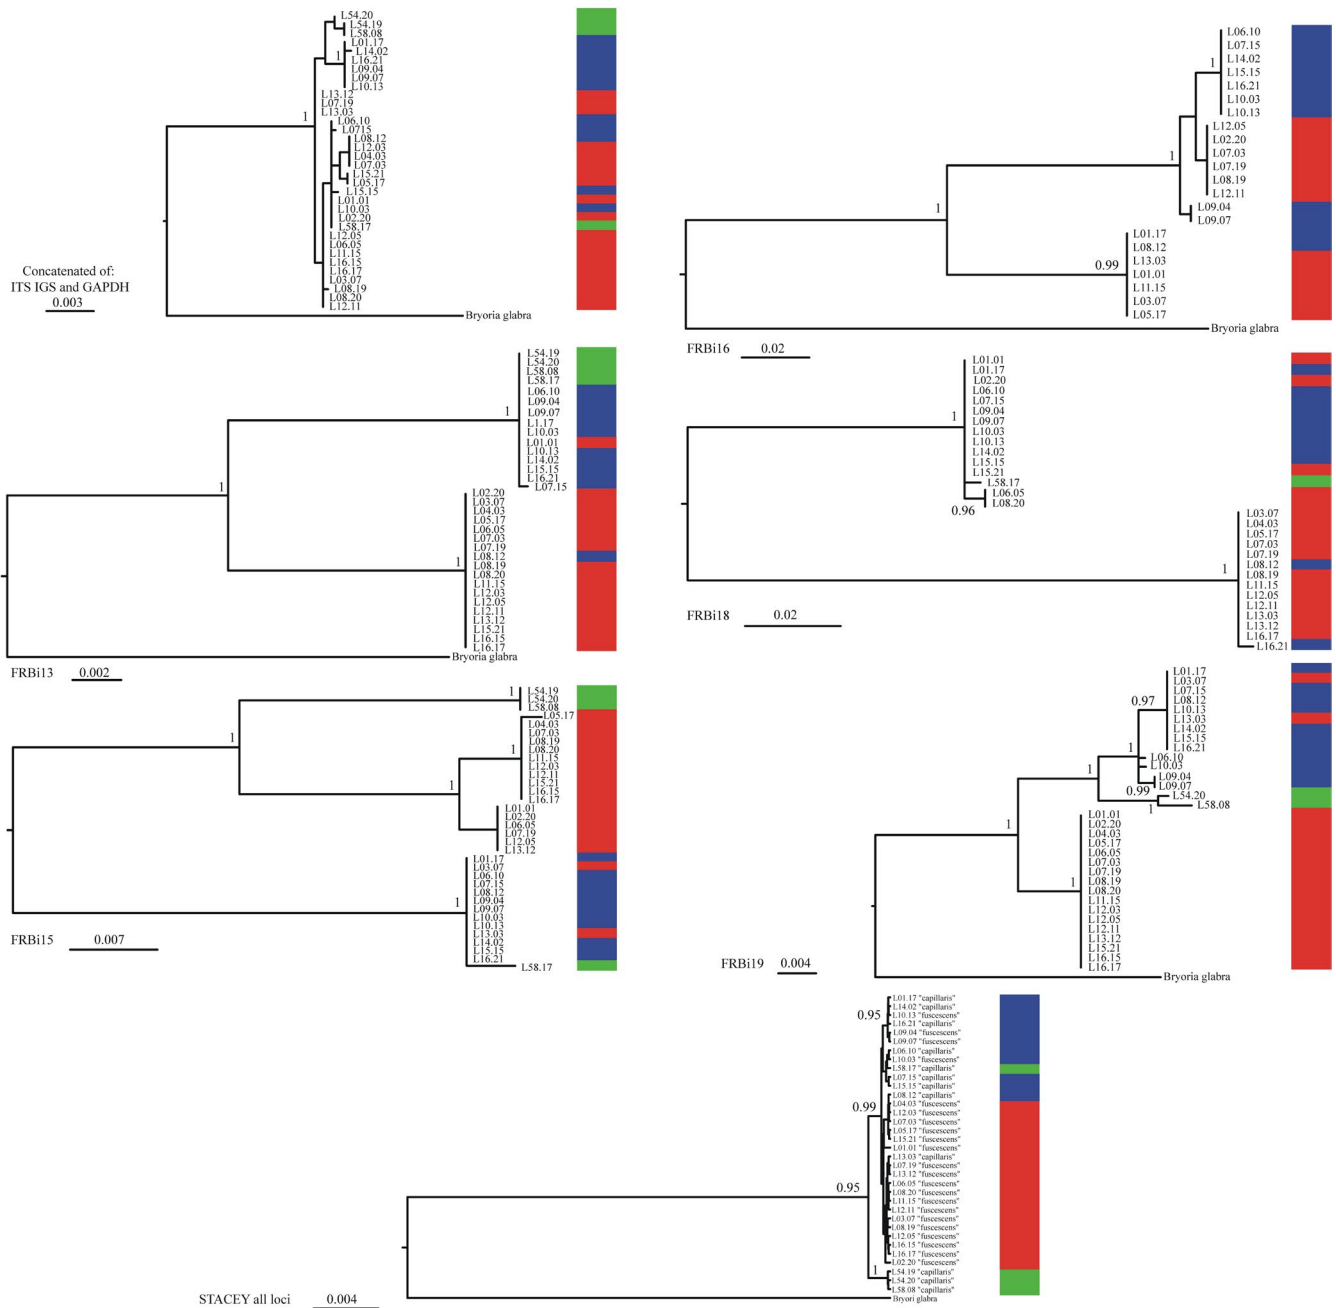 L54.20
L54.19
L58.08
L01.17
L14.02
1
L16.21
L09.04
L09.07
L10.13
L13.12
L07.19
L13.03
1
L06.10
L0715
L08.12
L12.03
L04.03
L07.03
L15.21
L05.17
L15.15
L01.01
L10.03
L02.20
L58.17
L12.05
L06.05
L11.15
L16.15
L16.17
L03.07
L08.19
L08.20
L12.11
Bryoria glabra
Concatenated of:
ITS IGS and GAPDH
0.003
L06.10
L07.15
L14.02
1
L15.15
L16.21
L10.03
L10.13
L12.05
L02.20
L07.03
1
L07.19
L08.19
L12.11
L09.04
L09.07
1
L01.17
L08.12
L13.03
0.99
L01.01
L11.15
L03.07
L05.17
Bryoria glabra
FRBi16
0.02
L54.19
L54.20
L58.08
L58.17
L06.10
L09.04
L09.07
1
L1.17
L10.03
L01.01
L10.13
L14.02
L15.15
L16.21
L07.15
1
L02.20
L03.07
L04.03
L05.17
L06.05
L07.03
L07.19
L08.12
1
L08.19
L08.20
L11.15
L12.03
L12.05
L12.11
L13.12
L15.21
L16.15
L16.17
Bryoria glabra
FRBi13
0.002
L01.01
L01.17
L02.20
L06.10
L07.15
L09.04
1
L09.07
L10.03
L10.13
L14.02
L15.15
L15.21
L58.17
L06.05
L08.20
0.96
L03.07
L04.03
L05.17
L07.03
L07.19
L08.12
1
L08.19
L11.15
L12.05
L12.11
L13.03
L13.12
L16.17
L16.21
FRBi18
0.02
1
L54.19
L54.20
L58.08
L05.17
L04.03
L07.03
1
L08.19
1
L08.20
L11.15
L12.03
L12.11
1
L15.21
L16.15
L16.17
L01.01
L02.20
L06.05
L07.19
L12.05
L13.12
L01.17
L03.07
L06.10
L07.15
L08.12
1
L09.04
L09.07
L10.03
L10.13
L13.03
L14.02
L15.15
L16.21
L58.17
FRBi15
0.007
L01.17
L03.07
L07.15
0.97
L08.12
L10.13
L13.03
L14.02
1
L15.15
L16.21
L06.10
1
L10.03
L09.04
L09.07
0.99
L54.20
1
L58.08
L01.01
1
L02.20
L04.03
L05.17
L06.05
L07.03
L07.19
1
L08.19
L08.20
L11.15
L12.03
L12.05
L12.11
L13.12
L15.21
L16.15
L16.17
Bryoria glabra
FRBi19
0.004
L01.17 "capillaris"
L14.02 "capillaris"
0.95
L10.13 "fuscescens"
L16.21 "capillaris"
L09.04 "fuscescens"
L09.07 "fuscescens"
L06.10 "capillaris"
L10.03 "fuscescens"
L58.17 "capillaris"
L07.15 "capillaris"
L15.15 "capillaris"
L08.12 "capillaris"
0.99
L04.03 "fuscescens"
L12.03 "fuscescens"
L07.03 "fuscescens"
L05.17 "fuscescens"
L15.21 "fuscescens"
L01.01 "fuscescens"
L13.03 "capillaris"
L07.19 "fuscescens"
L13.12 "fuscescens"
L06.05 "fuscescens"
0.95
L08.20 "fuscescens"
L11.15 "fuscescens"
L12.11 "fuscescens"
L03.07 "fuscescens"
L08.19 "fuscescens"
L12.05 "fuscescens"
L16.15 "fuscescens"
L16.17 "fuscescens"
L02.20 "fuscescens"
1
L54.19 "capillaris"
L54.20 "capillaris"
L58.08 "capillaris"
Bryori glabra
STACEY all loci
0.004